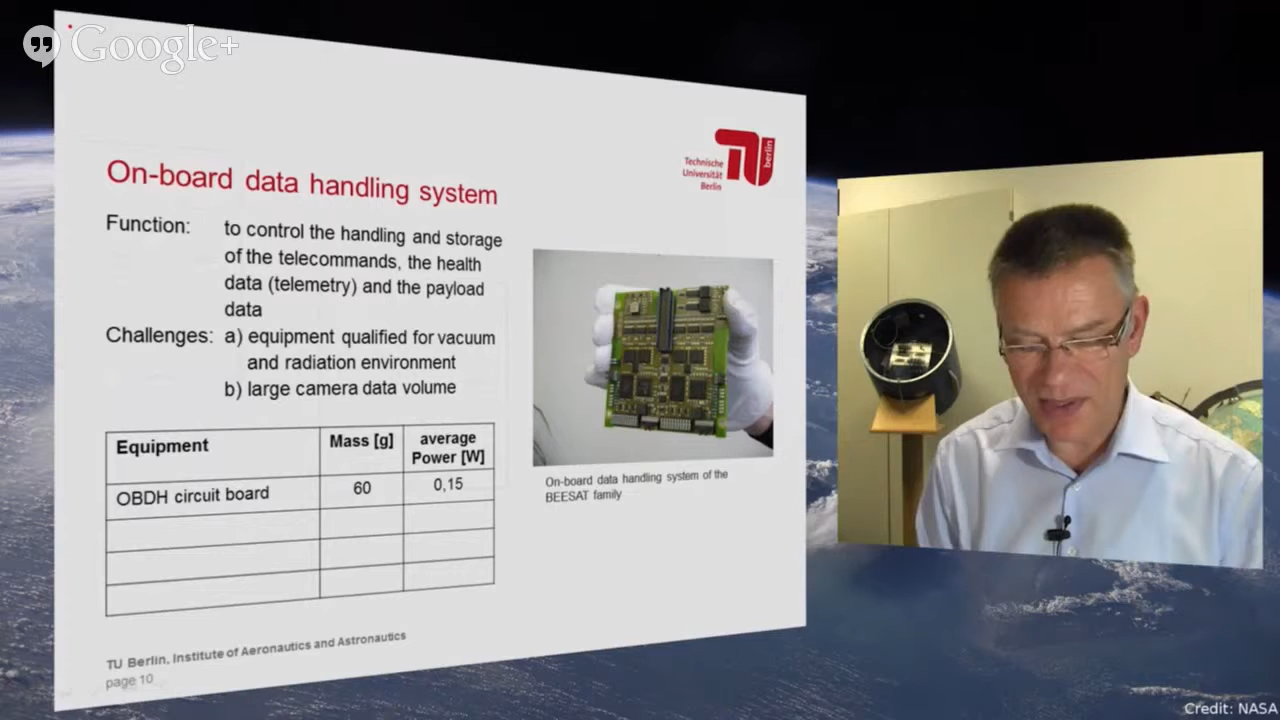 Google+
Technische
Universität
Berlin
berlin
On-board data handling system
Function: to control the handling and storage
of the telecommands, the health
data (telemetry) and the payload
data
Challenges: a) equipment qualified for vacuum
and radiation environment
b) large camera data volume
Equipment Mass [g] average
Power [W]
OBDH circuit board 60 0,15
On-board data handling system of the
BEESAT family
TU Berlin, Institute of Aeronautics and Astronautics
page 10
Credit: NASA